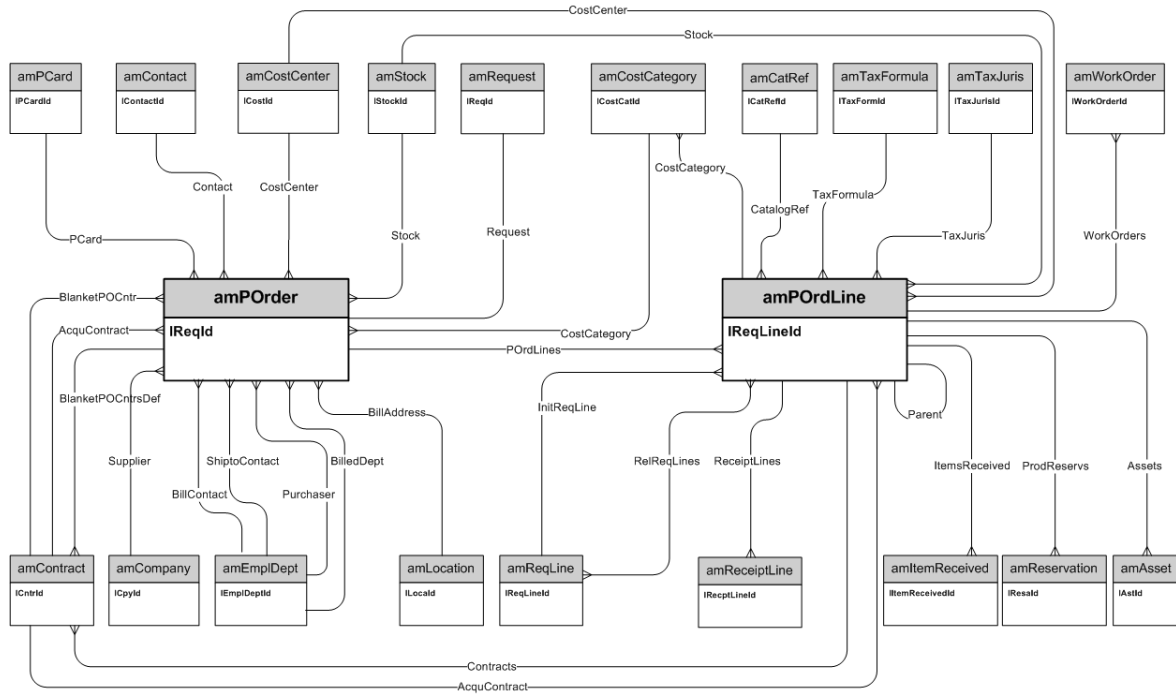 CostCenter
Stock
amPCard
lPCardId
amContact
lContactId
amCostCenter
lCostId
amStock
lStockId
amRequest
lReqId
amCostCategory
lCostCatId
amCatRef
lCatRefId
amTaxFormula
lTaxFormId
amTaxJuris
lTaxJurisId
amWorkOrder
lWorkOrderId
CostCategory
Contact
CostCenter
TaxFormula
CatalogRef
PCard
Stock
Request
TaxJuris
WorkOrders
BlanketPOCntr
amPOrder
lReqId
amPOrdLine
lReqLineId
AcquContract
CostCategory
POrdLines
BlanketPOCntrsDef
InitReqLine
BillAddress
Parent
Supplier
ShiptoContact
BilledDept
RelReqLines
ReceiptLines
ItemsReceived
ProdReservs
Assets
BillContact
Purchaser
amContract
lCntrId
amCompany
lCpyId
amEmplDept
lEmplDeptId
amLocation
lLocaId
amReqLine
lReqLineId
amReceiptLine
lRecptLineId
amItemReceived
lItemReceivedId
amReservation
lResaId
amAsset
lAstId
Contracts
AcquContract